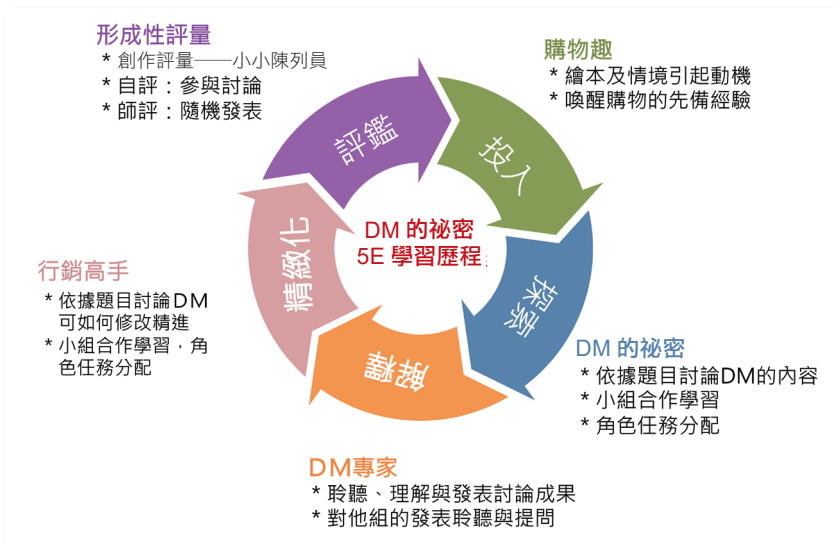 形成性評量
* 創作評量──小小陳列員
* 自評：參與討論
* 師評：隨機發表
購物趣
* 繪本及情境引起動機
* 喚醒購物的先備經驗
評鑑
投入
DM 的祕密
5E 學習歷程
精緻化
探索
行銷高手
* 依據題目討論DM
可如何修改精進
* 小組合作學習，角
色任務分配
解釋
DM 的祕密
* 依據題目討論DM的內容
* 小組合作學習
* 角色任務分配
DM專家
* 聆聽、理解與發表討論成果
* 對他組的發表聆聽與提問